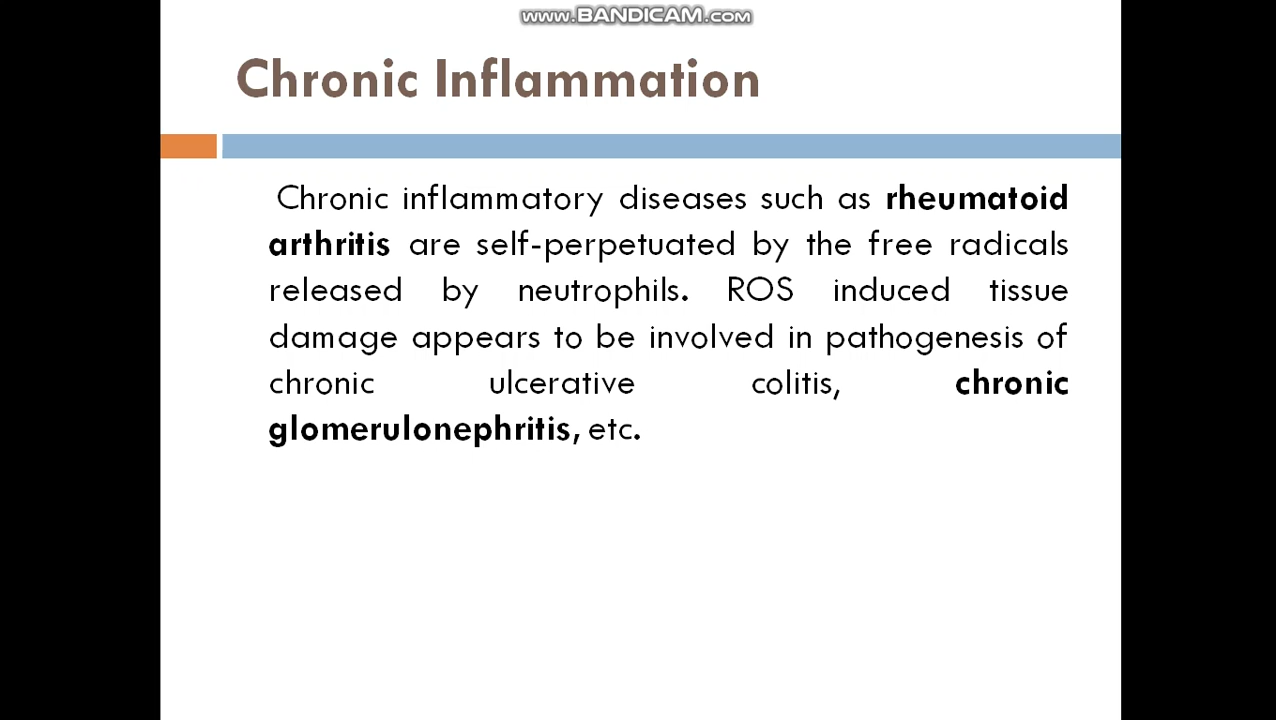 www.BANDICAM.com
Chronic Inflammation
Chronic inflammatory diseases such as rheumatoid
arthritis are self-perpetuated by the free radicals
released by neutrophils. ROS induced tissue
damage appears to be involved in pathogenesis of
chronic ulcerative colitis, chronic
glomerulonephritis, etc.